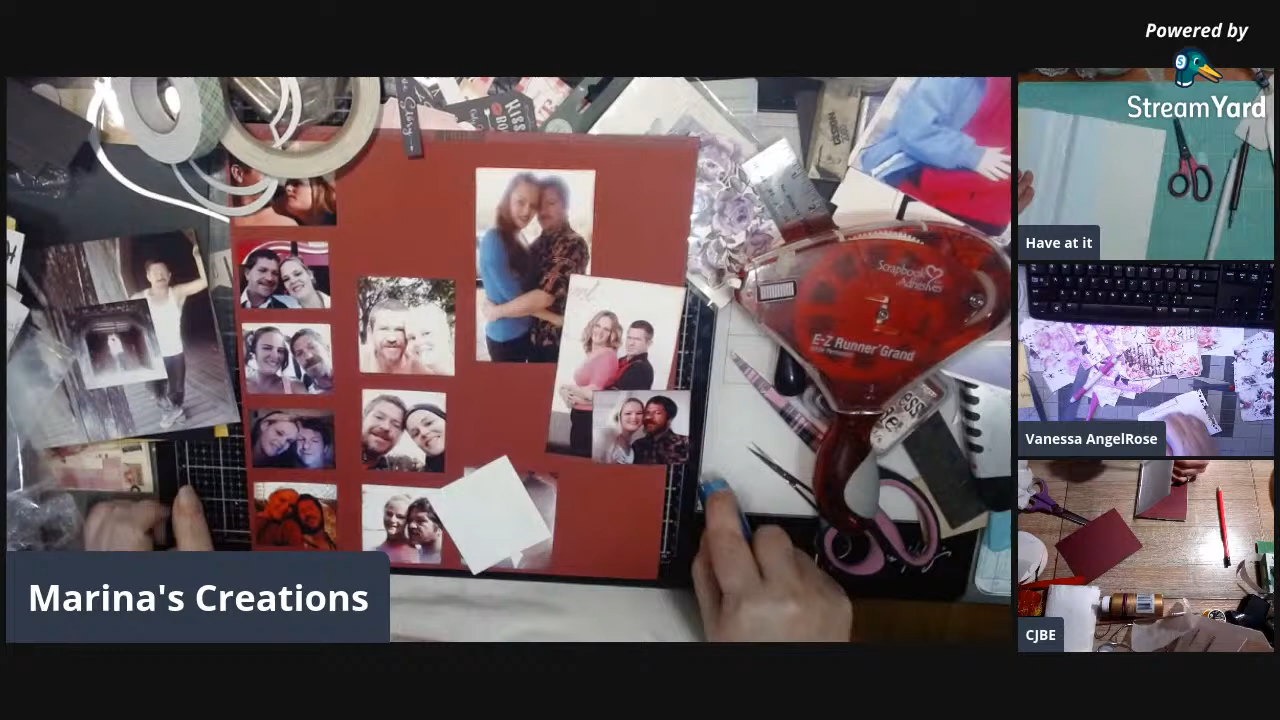 Powered by
StreamYard
Scrapbook
Adhesives
E-Z Runner Grand
Have at it
Vanessa AngelRose
Marina's Creations
CJBE